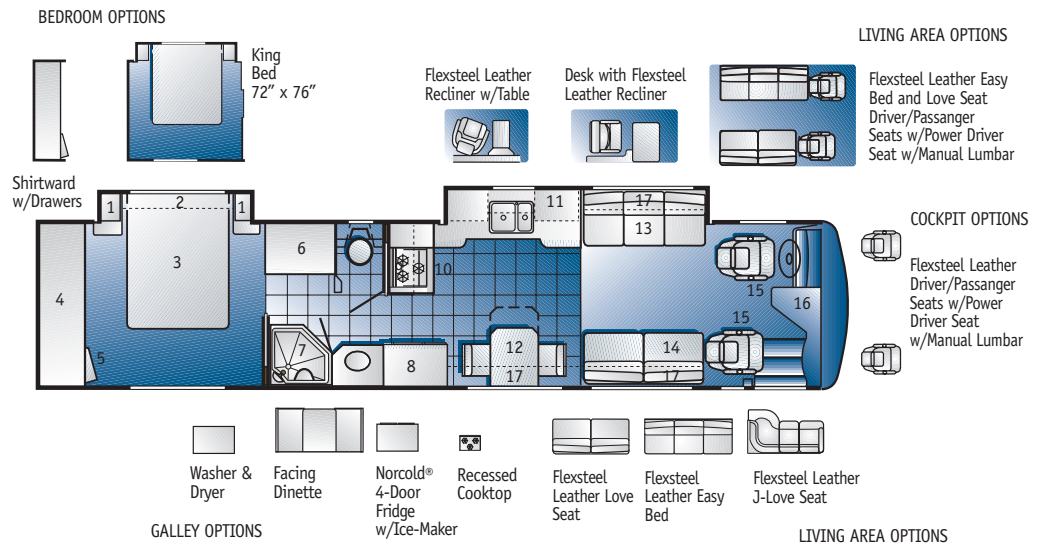 BEDROOM OPTIONS
King
Bed
72" x 76"
Shirtward
w/Drawers
Flexsteel Leather
Recliner w/Table
Desk with Flexsteel
Leather Recliner
LIVING AREA OPTIONS
Flexsteel Leather Easy
Bed and Love Seat
Driver/Passanger
Seats w/Power Driver
Seat w/Manual Lumbar
COCKPIT OPTIONS
Flexsteel Leather
Driver/Passanger
Seats w/Power
Driver Seat
w/Manual Lumbar
1
2
1
3
4
5
6
7
8
10
11
12
17
17
13
14
17
15
15
16
Washer &
Dryer
Facing
Dinette
Norcold®
4-Door
Fridge
w/Ice-Maker
Recessed
Cooktop
GALLEY OPTIONS
Flexsteel
Leather Love
Seat
Flexsteel
Leather Easy
Bed
Flexsteel Leather
J-Love Seat
LIVING AREA OPTIONS